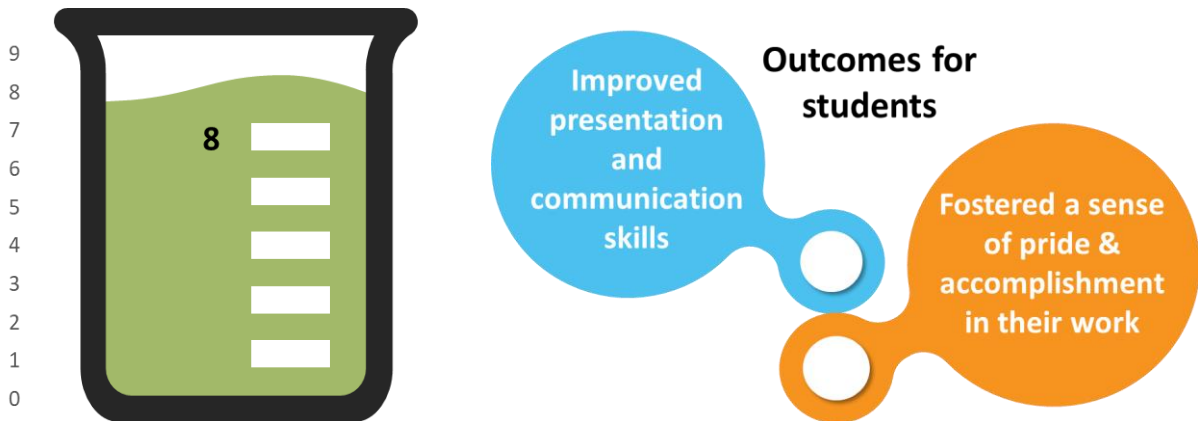 9
8
7
6
5
4
3
2
1
0
8
Outcomes for
students
Improved
presentation
and
communication
skills
Fostered a sense
of pride &
accomplishment
in their work